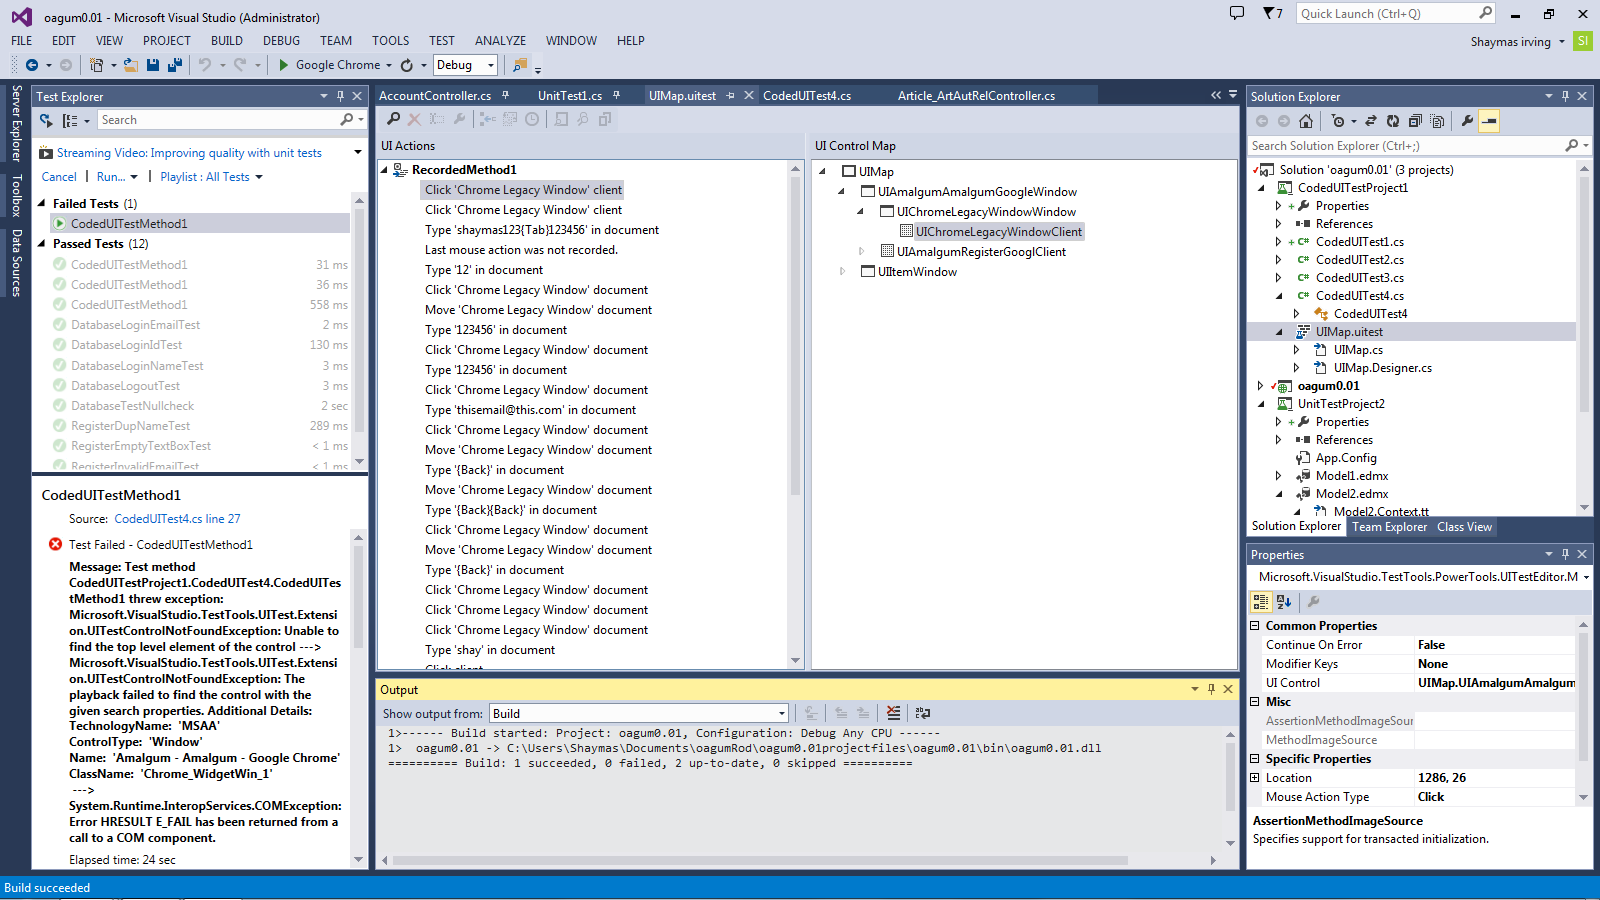 oagum0.01 - Microsoft Visual Studio (Administrator)
7
Quick Launch (Ctrl+Q)
FILE EDIT VIEW PROJECT BUILD DEBUG TEAM TOOLS TEST ANALYZE WINDOW HELP
Shaymas irving
SI
Google Chrome
Debug
Server Explorer
Toolbox
Data Sources
Test Explorer
Search
Streaming Video: Improving quality with unit tests
Cancel | Run... | Playlist : All Tests
Failed Tests (1)
CodedUITestMethod1
Passed Tests (12)
CodedUITestMethod1 31 ms
CodedUITestMethod1 36 ms
CodedUITestMethod1 558 ms
DatabaseLoginEmailTest 2 ms
DatabaseLoginIdTest 130 ms
DatabaseLoginNameTest 3 ms
DatabaseLogoutTest 3 ms
DatabaseTestNullcheck 2 sec
RegisterDupNameTest 289 ms
RegisterEmptyTextBoxTest < 1 ms
RegisterInvalidEmailTest < 1 ms
CodedUITestMethod1
Source: CodedUITest4.cs line 27
Test Failed - CodedUITestMethod1
Message: Test method
CodedUITestProject1.CodedUITest4.CodedUITes
tMethod1 threw exception:
Microsoft.VisualStudio.TestTools.UITest.Extensi
on.UITestControlNotFoundException: Unable to
find the top level element of the control --->
Microsoft.VisualStudio.TestTools.UITest.Extensi
on.UITestControlNotFoundException: The
playback failed to find the control with the
given search properties. Additional Details:
TechnologyName: 'MSAA'
ControlType: 'Window'
Name: 'Amalgum - Amalgum - Google Chrome'
ClassName: 'Chrome_WidgetWin_1'
--->
System.Runtime.InteropServices.COMException:
Error HRESULT E_FAIL has been returned from a
call to a COM component.
Elapsed time: 24 sec
AccountController.cs UnitTest1.cs UIMap.uitest CodedUITest4.cs Article_ArtAutRelController.cs
UI Actions
RecordedMethod1
Click 'Chrome Legacy Window' client
Click 'Chrome Legacy Window' client
Type 'shaymas123{Tab}123456' in document
Last mouse action was not recorded.
Type '12' in document
Click 'Chrome Legacy Window' document
Move 'Chrome Legacy Window' document
Type '123456' in document
Click 'Chrome Legacy Window' document
Type '123456' in document
Click 'Chrome Legacy Window' document
Type 'thisemail@this.com' in document
Click 'Chrome Legacy Window' document
Move 'Chrome Legacy Window' document
Type '{Back}' in document
Move 'Chrome Legacy Window' document
Type '{Back}{Back}' in document
Click 'Chrome Legacy Window' document
Move 'Chrome Legacy Window' document
Type '{Back}' in document
Click 'Chrome Legacy Window' document
Click 'Chrome Legacy Window' document
Click 'Chrome Legacy Window' document
Type 'shay' in document
Click client
UI Control Map
UIMap
UIAmalgumAmalgumGoogleWindow
UIChromeLegacyWindowWindow
UIChromeLegacyWindowClient
UIAmalgumRegisterGooglClient
UIItemWindow
Output
Show output from: Build
1>------ Build started: Project: oagum0.01, Configuration: Debug Any CPU ------
1>  oagum0.01 -> C:\Users\Shaymas\Documents\oagumRod\oagum0.01projectfiles\oagum0.01\bin\oagum0.01.dll
========== Build: 1 succeeded, 0 failed, 2 up-to-date, 0 skipped ==========
Solution Explorer
Search Solution Explorer (Ctrl+;)
Solution 'oagum0.01' (3 projects)
CodedUITestProject1
Properties
References
CodedUITest1.cs
CodedUITest2.cs
CodedUITest3.cs
CodedUITest4.cs
CodedUITest4
UIMap.uitest
UIMap.cs
UIMap.Designer.cs
oagum0.01
UnitTestProject2
Properties
References
App.Config
Model1.edmx
Model2.edmx
Model2.Context.tt
Solution Explorer Team Explorer Class View
Properties
Microsoft.VisualStudio.TestTools.PowerTools.UITestEditor.M
Common Properties
Continue On Error False
Modifier Keys None
UI Control UIMap.UIAmalgumAmalgum
Misc
AssertionMethodImageSour
MethodImageSource
Specific Properties
Location 1286, 26
Mouse Action Type Click
AssertionMethodImageSource
Specifies support for transacted initialization.
Build succeeded